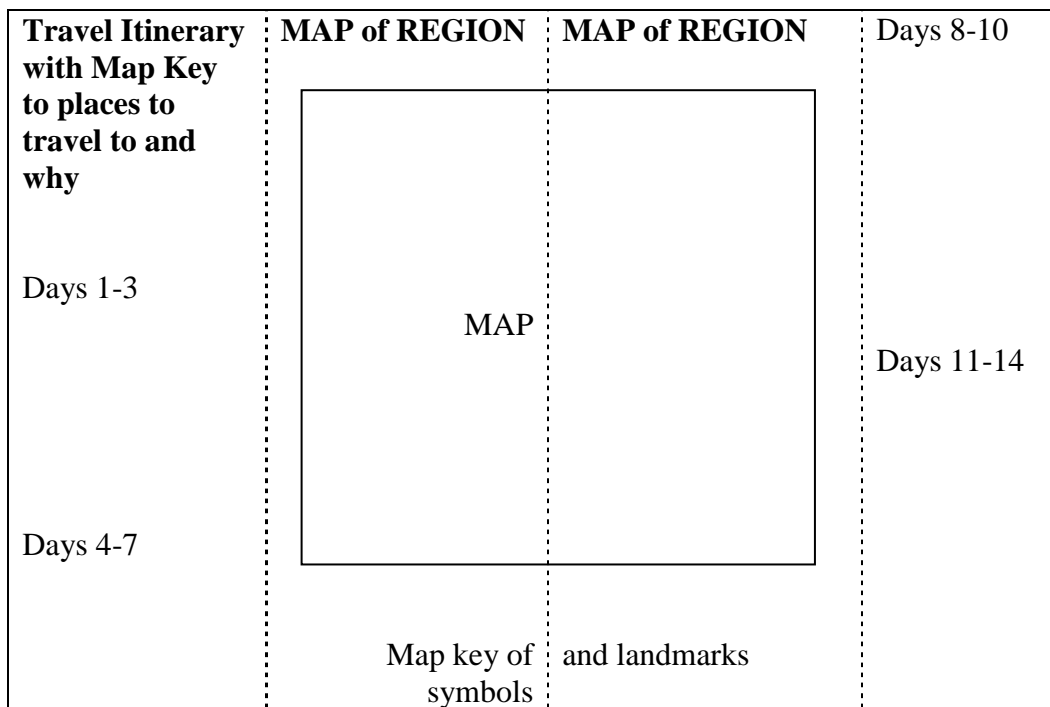 Travel Itinerary
with Map Key
to places to
travel to and
why
Days 1-3
Days 4-7
MAP of REGION
MAP
Map key of
symbols
MAP of REGION
and landmarks
Days 8-10
Days 11-14